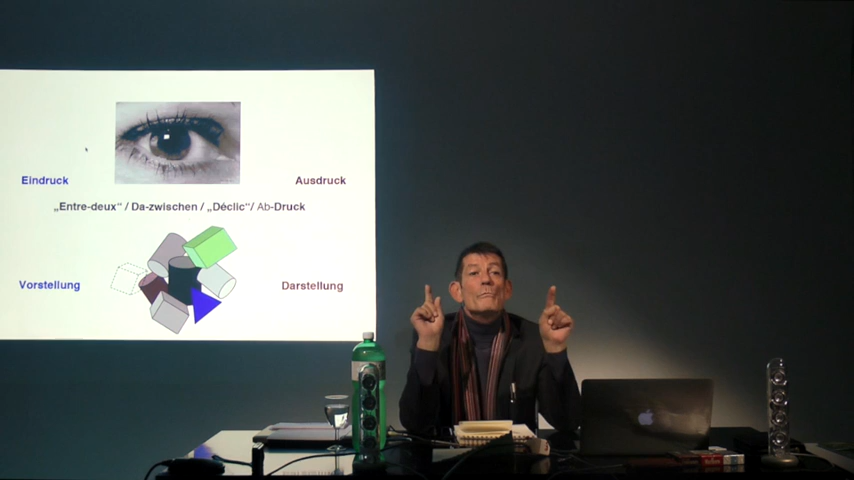 Eindruck
Ausdruck
„Entre-deux“ / Da-zwischen / „Déclic“/ Ab-Druck
Vorstellung
Darstellung